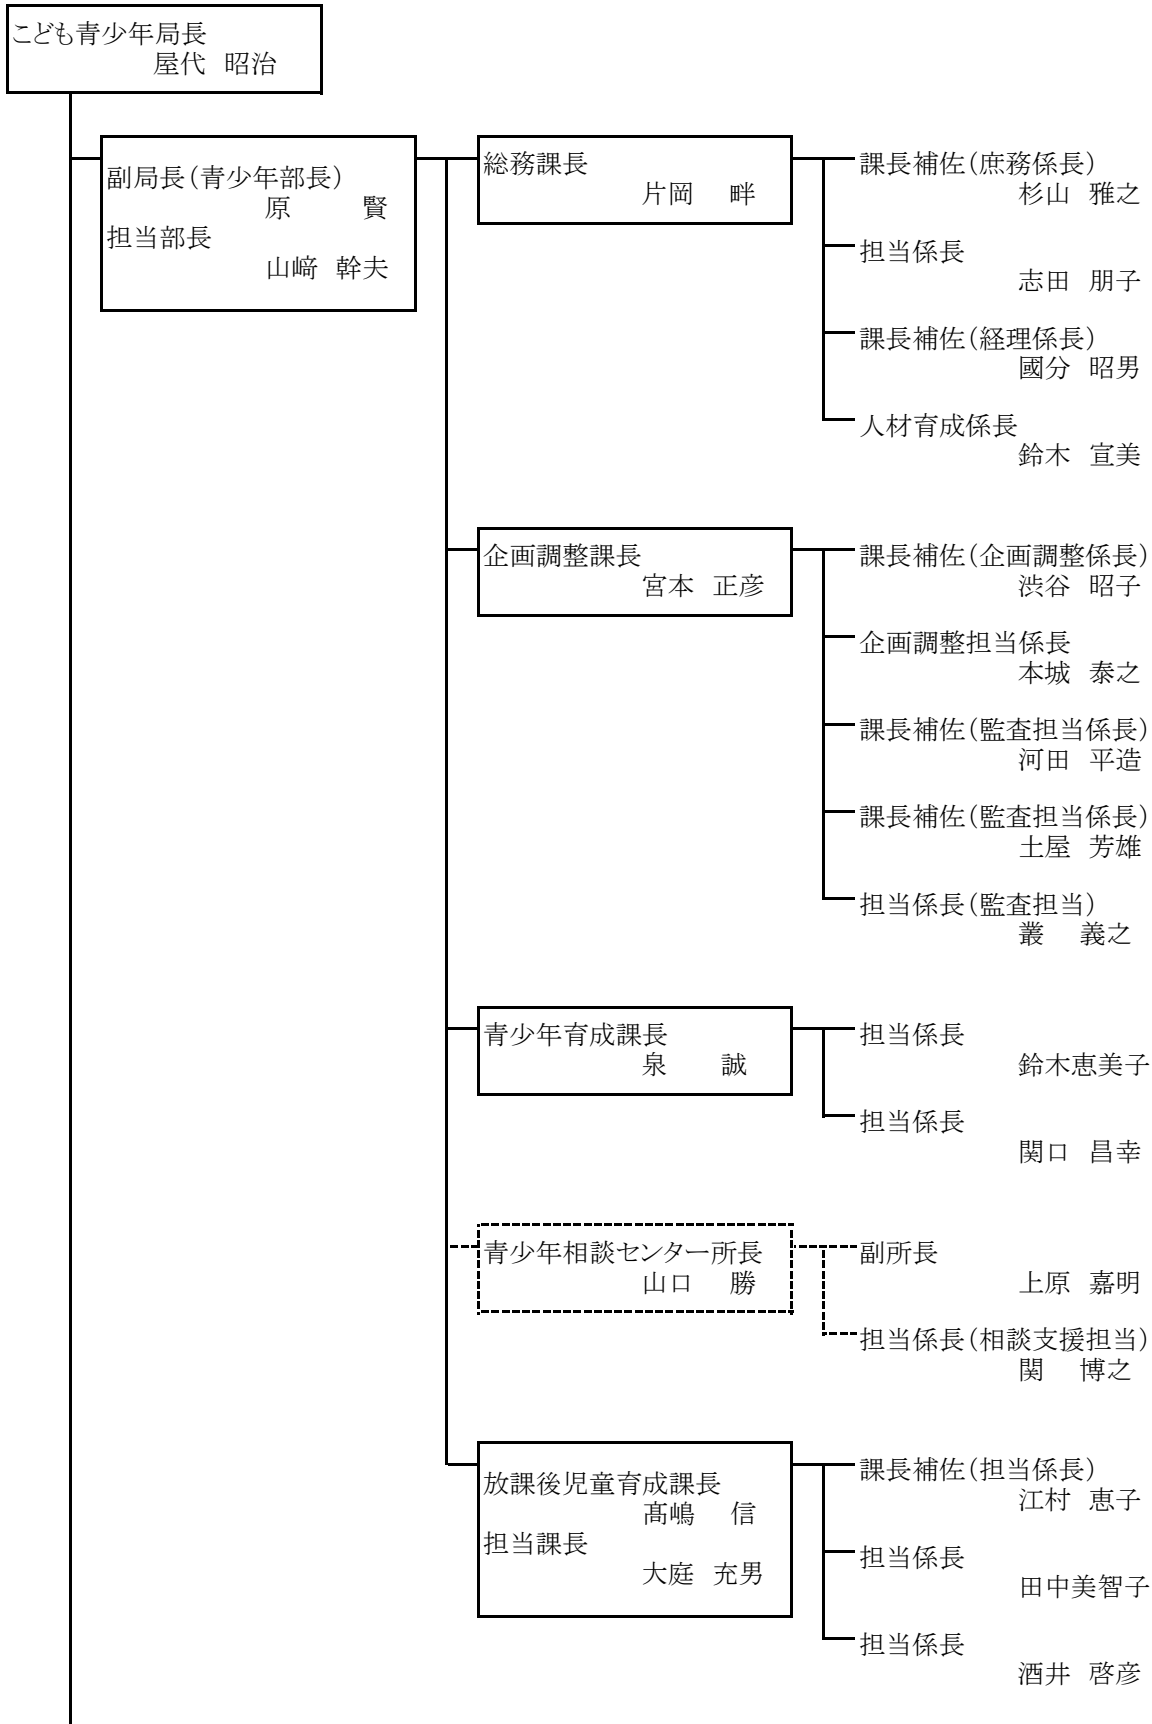 こども青少年局長
屋代 昭治
副局長(青少年部長)
原 賢
担当部長
山﨑 幹夫
総務課長
片岡 畔
課長補佐(庶務係長)
杉山 雅之
担当係長
志田 朋子
課長補佐(経理係長)
國分 昭男
人材育成係長
鈴木 宣美
企画調整課長
宮本 正彦
課長補佐(企画調整係長)
渋谷 昭子
企画調整担当係長
本城 泰之
課長補佐(監査担当係長)
河田 平造
課長補佐(監査担当係長)
土屋 芳雄
担当係長(監査担当)
叢 義之
青少年育成課長
泉 誠
担当係長
鈴木恵美子
担当係長
関口 昌幸
青少年相談センター所長
山口 勝
副所長
上原 嘉明
担当係長(相談支援担当)
関 博之
放課後児童育成課長
髙嶋 信
担当課長
大庭 充男
課長補佐(担当係長)
江村 恵子
担当係長
田中美智子
担当係長
酒井 啓彦